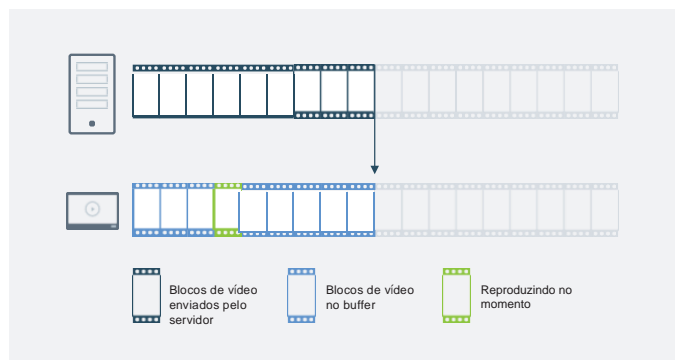 Blocos de vídeo
enviados pelo
servidor
Blocos de vídeo
no buffer
Reproduzindo no
momento